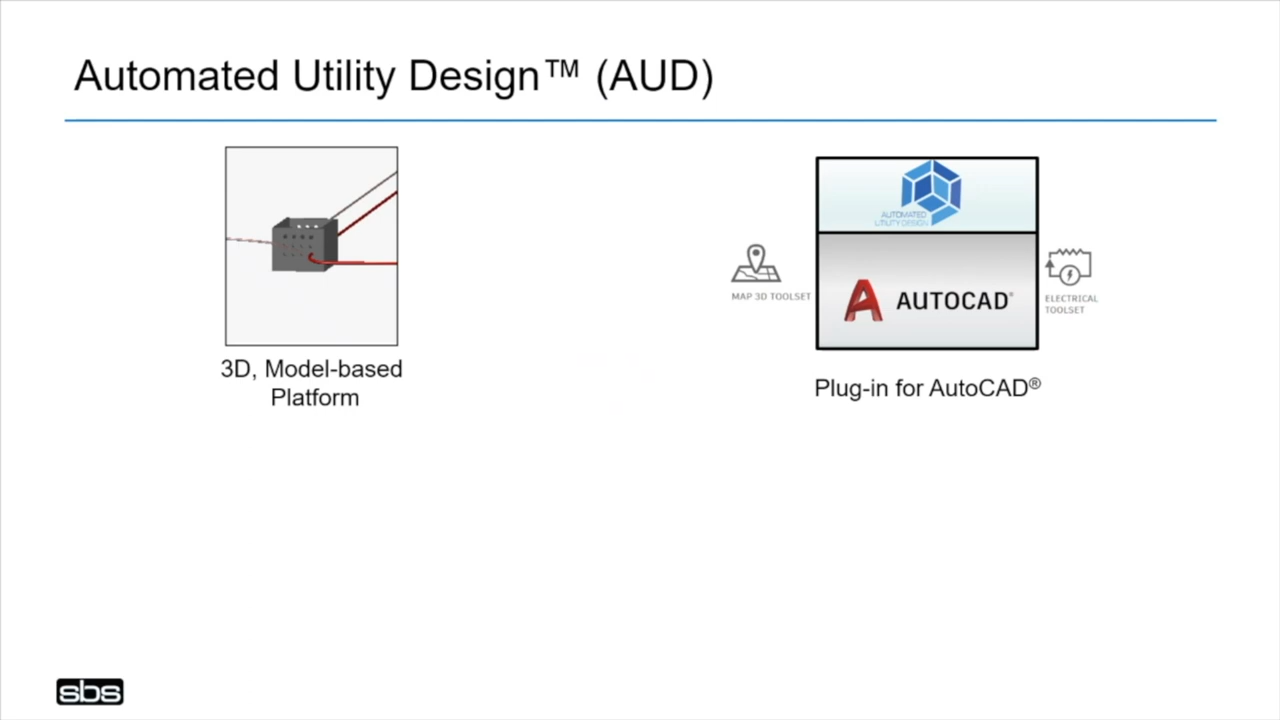 Automated Utility Design™ (AUD)
AUTOMATED
UTILITY DESIGN
MAP 3D TOOLSET
AUTOCAD®
ELECTRICAL
TOOLSET
3D, Model-based
Platform
Plug-in for AutoCAD®
sbs